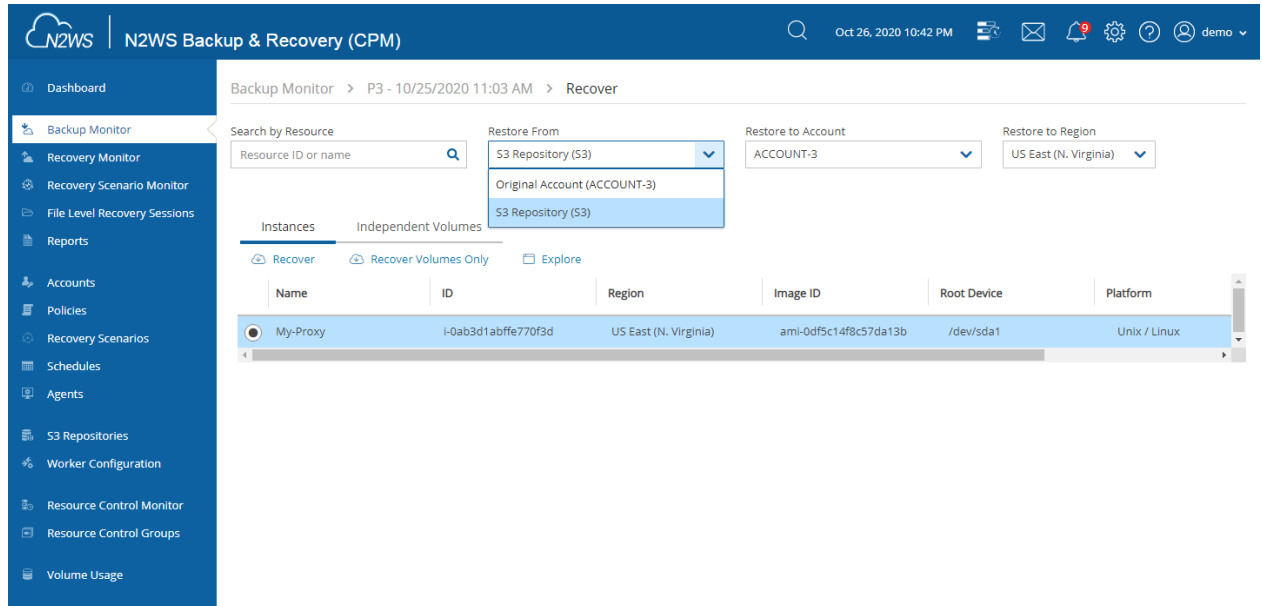 N2WS N2WS Backup & Recovery (CPM) Oct 26, 2020 10:42 PM 9 ? demo
Dashboard
Backup Monitor
Recovery Monitor
Recovery Scenario Monitor
File Level Recovery Sessions
Reports
Accounts
Policies
Recovery Scenarios
Schedules
Agents
S3 Repositories
Worker Configuration
Resource Control Monitor
Resource Control Groups
Volume Usage
Backup Monitor > P3 - 10/25/2020 11:03 AM > Recover
Search by Resource Restore From Restore to Account Restore to Region
Resource ID or name S3 Repository (S3) ACCOUNT-3 US East (N. Virginia)
Original Account (ACCOUNT-3)
S3 Repository (S3)
Instances Independent Volumes
Recover Recover Volumes Only Explore
Name ID Region Image ID Root Device Platform
My-Proxy i-0ab3d1abffe770f3d US East (N. Virginia) ami-0df5c14f8c57da13b /dev/sda1 Unix / Linux